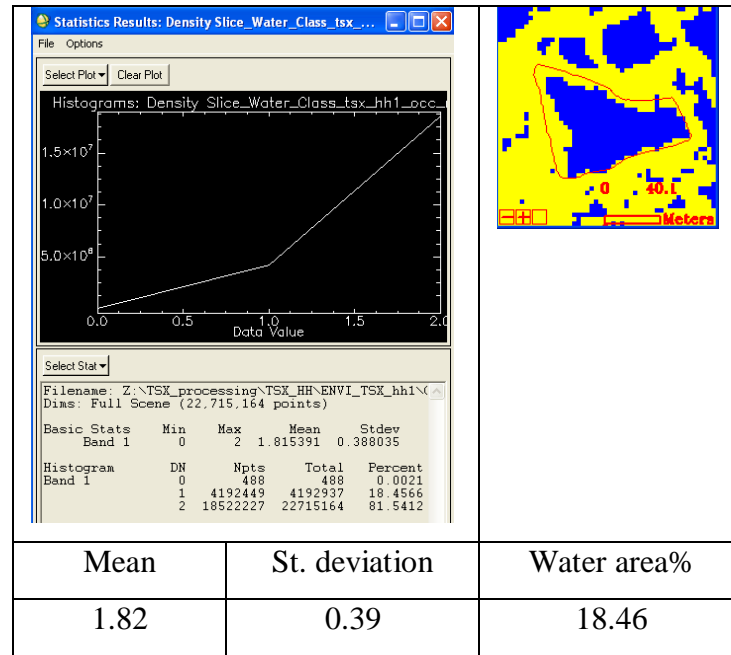 Statistics Results: Density Slice_Water_Class_tsx_...
File Options
Select Plot Clear Plot
Histograms: Density Slice_Water_Class_tsx_hh1_occ_
1.5×10⁷
1.0×10⁷
5.0×10⁶
0.0 0.5 1.0 1.5 2.0
Data Value
Select Stat
Filename: Z:\TSX_processing\TSX_HH\ENVI_TSX_hh1\
Dims: Full Scene (22,715,164 points)
Basic Stats Min Max Mean Stdev
Band 1 0 2 1.815391 0.388035
Histogram DN Npts Total Percent
Band 1 0 488 488 0.0021
1 4192449 4192937 18.4566
2 18522227 22715164 81.5412
0 40.1
Meters
Mean St. deviation Water area%
1.82 0.39 18.46